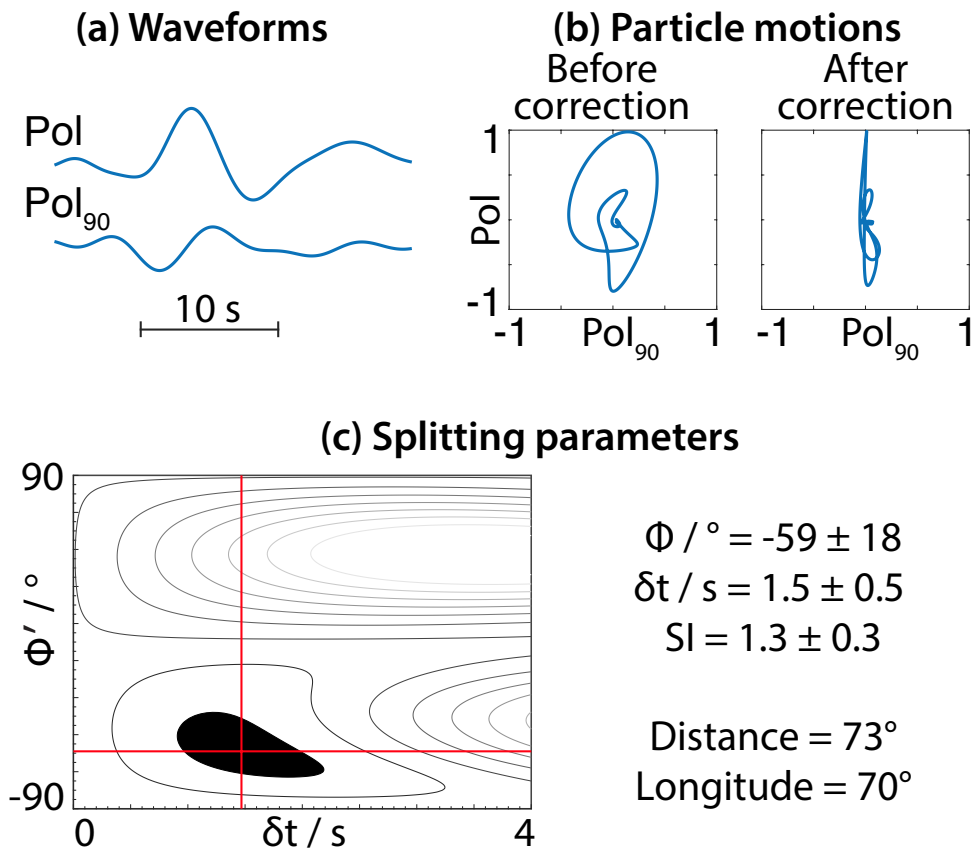 (a) Waveforms
Pol
Pol90
10 s
(b) Particle motions
Before
correction
After
correction
1
Pol
-1
-1
Pol90
1
-1
Pol90
1
(c) Splitting parameters
90
Φ’ / °
-90
0
δt / s
4
Φ / ° = -59 ± 18
δt / s = 1.5 ± 0.5
SI = 1.3 ± 0.3
Distance = 73°
Longitude = 70°